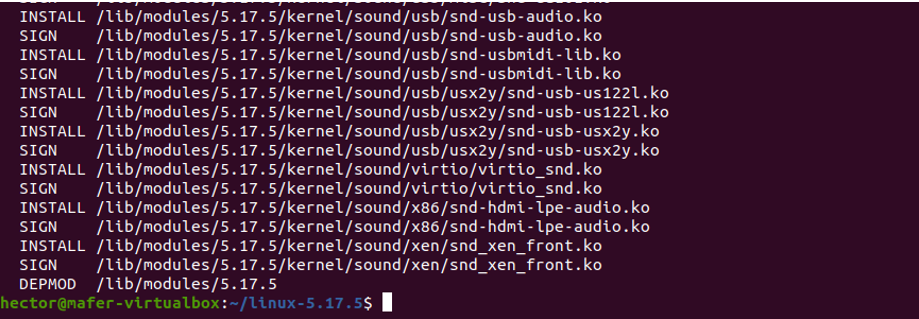 INSTALL /lib/modules/5.17.5/kernel/sound/usb/snd-usb-audio.ko
SIGN /lib/modules/5.17.5/kernel/sound/usb/snd-usb-audio.ko
INSTALL /lib/modules/5.17.5/kernel/sound/usb/snd-usbmidi-lib.ko
SIGN /lib/modules/5.17.5/kernel/sound/usb/snd-usbmidi-lib.ko
INSTALL /lib/modules/5.17.5/kernel/sound/usb/usx2y/snd-usb-us122l.ko
SIGN /lib/modules/5.17.5/kernel/sound/usb/usx2y/snd-usb-us122l.ko
INSTALL /lib/modules/5.17.5/kernel/sound/usb/usx2y/snd-usb-usx2y.ko
SIGN /lib/modules/5.17.5/kernel/sound/usb/usx2y/snd-usb-usx2y.ko
INSTALL /lib/modules/5.17.5/kernel/sound/virtio/virtio_snd.ko
SIGN /lib/modules/5.17.5/kernel/sound/virtio/virtio_snd.ko
INSTALL /lib/modules/5.17.5/kernel/sound/x86/snd-hdmi-lpe-audio.ko
SIGN /lib/modules/5.17.5/kernel/sound/x86/snd-hdmi-lpe-audio.ko
INSTALL /lib/modules/5.17.5/kernel/sound/xen/snd_xen_front.ko
SIGN /lib/modules/5.17.5/kernel/sound/xen/snd_xen_front.ko
DEPMOD /lib/modules/5.17.5
hector@mafer-virtualbox:~/linux-5.17.5$